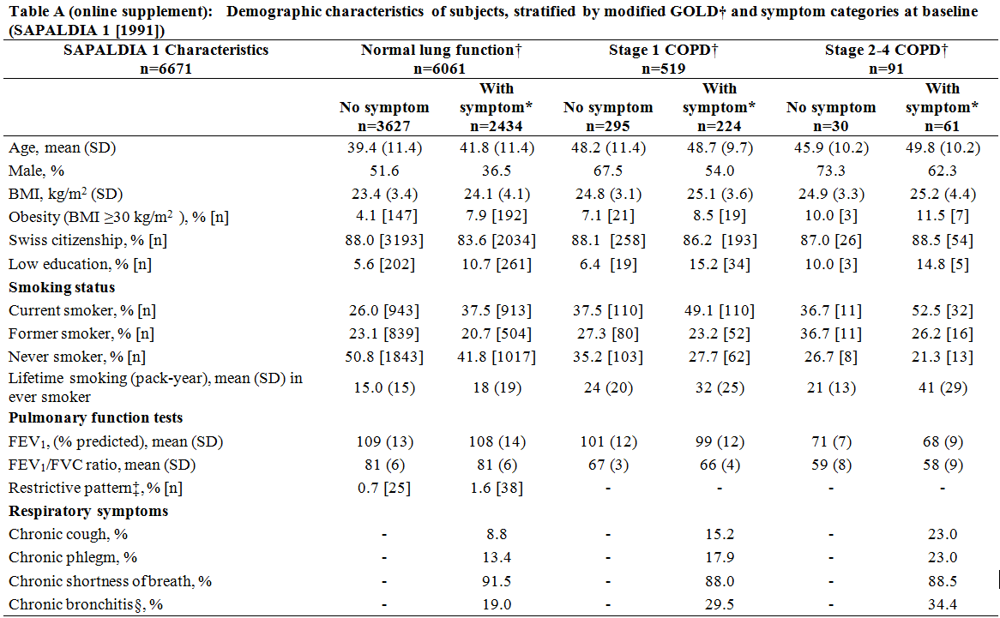 Table A (online supplement): Demographic characteristics of subjects, stratified by modified GOLD† and symptom categories at baseline
(SAPALDIA 1 [1991])
SAPALDIA 1 Characteristics Normal lung function† Stage 1 COPD† Stage 2-4 COPD†
n=6671 n=6061 n=519 n=91
With With With
No symptom symptom* No symptom symptom* No symptom symptom*
n=3627 n=2434 n=295 n=224 n=30 n=61
Age, mean (SD) 39.4 (11.4) 41.8 (11.4) 48.2 (11.4) 48.7 (9.7) 45.9 (10.2) 49.8 (10.2)
Male, % 51.6 36.5 67.5 54.0 73.3 62.3
BMI, kg/m2 (SD) 23.4 (3.4) 24.1 (4.1) 24.8 (3.1) 25.1 (3.6) 24.9 (3.3) 25.2 (4.4)
Obesity (BMI ≥30 kg/m2 ), % [n] 4.1 [147] 7.9 [192] 7.1 [21] 8.5 [19] 10.0 [3] 11.5 [7]
Swiss citizenship, % [n] 88.0 [3193] 83.6 [2034] 88.1 [258] 86.2 [193] 87.0 [26] 88.5 [54]
Low education, % [n] 5.6 [202] 10.7 [261] 6.4 [19] 15.2 [34] 10.0 [3] 14.8 [5]
Smoking status
Current smoker, % [n] 26.0 [943] 37.5 [913] 37.5 [110] 49.1 [110] 36.7 [11] 52.5 [32]
Former smoker, % [n] 23.1 [839] 20.7 [504] 27.3 [80] 23.2 [52] 36.7 [11] 26.2 [16]
Never smoker, % [n] 50.8 [1843] 41.8 [1017] 35.2 [103] 27.7 [62] 26.7 [8] 21.3 [13]
Lifetime smoking (pack-year), mean (SD) in
ever smoker 15.0 (15) 18 (19) 24 (20) 32 (25) 21 (13) 41 (29)
Pulmonary function tests
FEV1, (% predicted), mean (SD) 109 (13) 108 (14) 101 (12) 99 (12) 71 (7) 68 (9)
FEV1/FVC ratio, mean (SD) 81 (6) 81 (6) 67 (3) 66 (4) 59 (8) 58 (9)
Restrictive pattern‡, % [n] 0.7 [25] 1.6 [38] - - - -
Respiratory symptoms
Chronic cough, % - 8.8 - 15.2 - 23.0
Chronic phlegm, % - 13.4 - 17.9 - 23.0
Chronic shortness of breath, % - 91.5 - 88.0 - 88.5
Chronic bronchitis§, % - 19.0 - 29.5 - 34.4